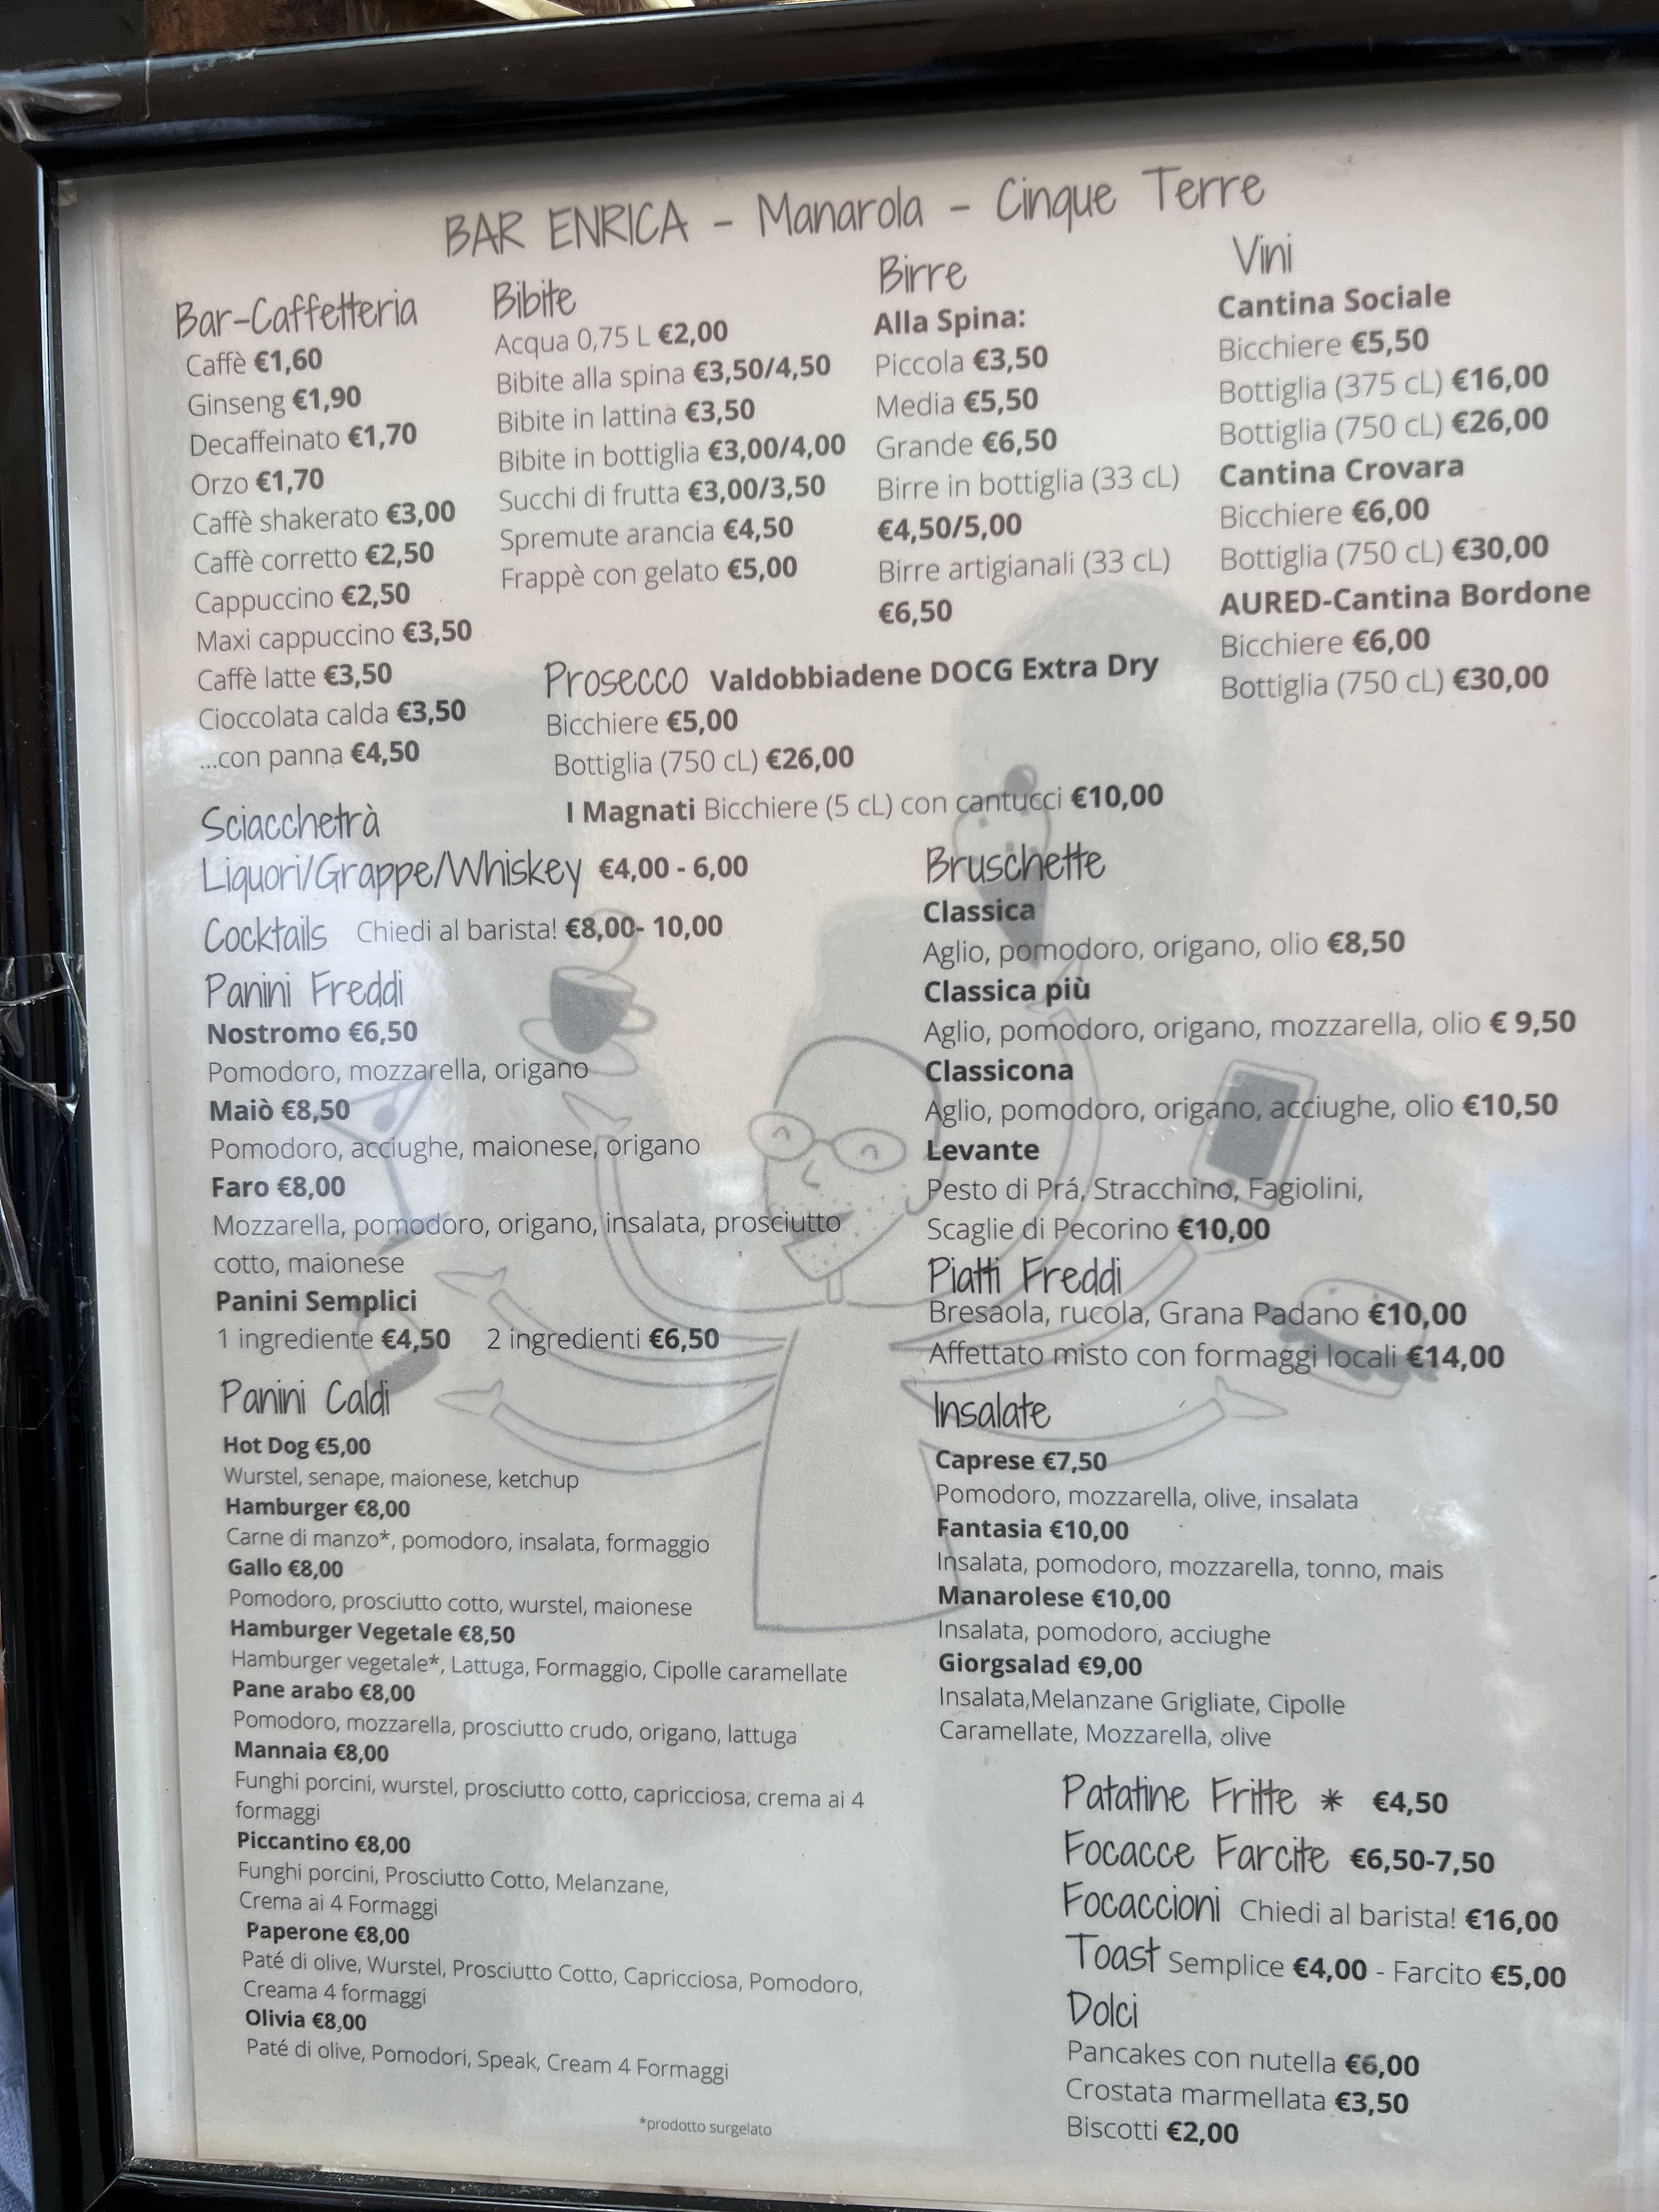 BAR ENRICA - Manarola - Cinque Terre
Bar-Caffetteria
Caffè €1,60
Ginseng €1,90
Decaffeinato €1,70
Orzo €1,70
Caffè shakerato €3,00
Caffè corretto €2,50
Cappuccino €2,50
Maxi cappuccino €3,50
Caffè latte €3,50
Cioccolata calda €3,50
...con panna €4,50
Bibite
Acqua 0,75 L €2,00
Bibite alla spina €3,50/4,50
Bibite in lattina €3,50
Bibite in bottiglia €3,00/4,00
Succhi di frutta €3,00/3,50
Spremute arancia €4,50
Frappè con gelato €5,00
Birre
Alla Spina:
Piccola €3,50
Media €5,50
Grande €6,50
Birre in bottiglia (33 cL)
€4,50/5,00
Birre artigianali (33 cL)
€6,50
Vini
Cantina Sociale
Bicchiere €5,50
Bottiglia (375 cL) €16,00
Bottiglia (750 cL) €26,00
Cantina Crovara
Bicchiere €6,00
Bottiglia (750 cL) €30,00
AURED-Cantina Bordone
Bicchiere €6,00
Bottiglia (750 cL) €30,00
Prosecco Valdobbiadene DOCG Extra Dry
Bicchiere €5,00
Bottiglia (750 cL) €26,00
Sciacchetrà I Magnati Bicchiere (5 cL) con cantucci €10,00
Liquori/Grappe/Whiskey €4,00 - 6,00
Cocktails Chiedi al barista! €8,00- 10,00
Panini Freddi
Nostromo €6,50
Pomodoro, mozzarella, origano
Maiò €8,50
Pomodoro, acciughe, maionese, origano
Faro €8,00
Mozzarella, pomodoro, origano, insalata, prosciutto
cotto, maionese
Panini Semplici
1 ingrediente €4,50 2 ingredienti €6,50
Panini Caldi
Hot Dog €5,00
Wurstel, senape, maionese, ketchup
Hamburger €8,00
Carne di manzo*, pomodoro, insalata, formaggio
Gallo €8,00
Pomodoro, prosciutto cotto, wurstel, maionese
Hamburger Vegetale €8,50
Hamburger vegetale*, Lattuga, Formaggio, Cipolle caramellate
Pane arabo €8,00
Pomodoro, mozzarella, prosciutto crudo, origano, lattuga
Mannaia €8,00
Funghi porcini, wurstel, prosciutto cotto, capricciosa, crema ai 4
formaggi
Piccantino €8,00
Funghi porcini, Prosciutto Cotto, Melanzane,
Crema ai 4 Formaggi
Paperone €8,00
Paté di olive, Wurstel, Prosciutto Cotto, Capricciosa, Pomodoro,
Creama 4 formaggi
Olivia €8,00
Paté di olive, Pomodori, Speak, Cream 4 Formaggi
*prodotto surgelato
Bruschette
Classica
Aglio, pomodoro, origano, olio €8,50
Classica più
Aglio, pomodoro, origano, mozzarella, olio € 9,50
Classicona
Aglio, pomodoro, origano, acciughe, olio €10,50
Levante
Pesto di Prá, Stracchino, Fagiolini,
Scaglie di Pecorino €10,00
Piatti Freddi
Bresaola, rucola, Grana Padano €10,00
Affettato misto con formaggi locali €14,00
Insalate
Caprese €7,50
Pomodoro, mozzarella, olive, insalata
Fantasia €10,00
Insalata, pomodoro, mozzarella, tonno, mais
Manarolese €10,00
Insalata, pomodoro, acciughe
Giorgsalad €9,00
Insalata,Melanzane Grigliate, Cipolle
Caramellate, Mozzarella, olive
Patatine Fritte * €4,50
Focacce Farcite €6,50-7,50
Focaccioni Chiedi al barista! €16,00
Toast Semplice €4,00 - Farcito €5,00
Dolci
Pancakes con nutella €6,00
Crostata marmellata €3,50
Biscotti €2,00